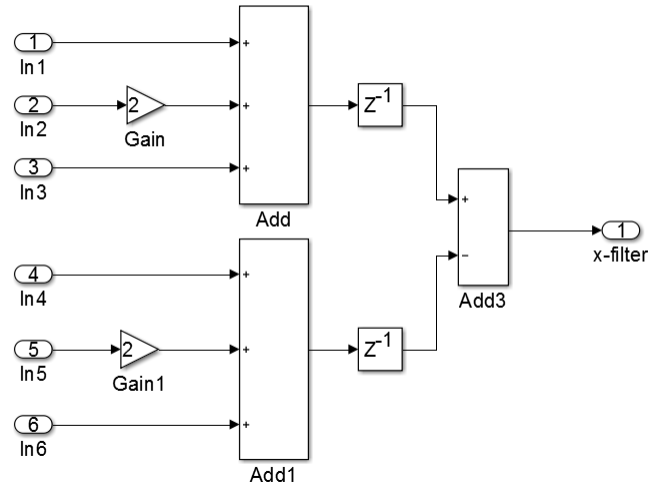 1
+
In1
2
2
+
Z-1
In2
Gain
3
+
In3
+
Add
1
x-filter
4
+
−
In4
Add3
5
2
+
Z-1
In5
Gain1
6
+
In6
Add1